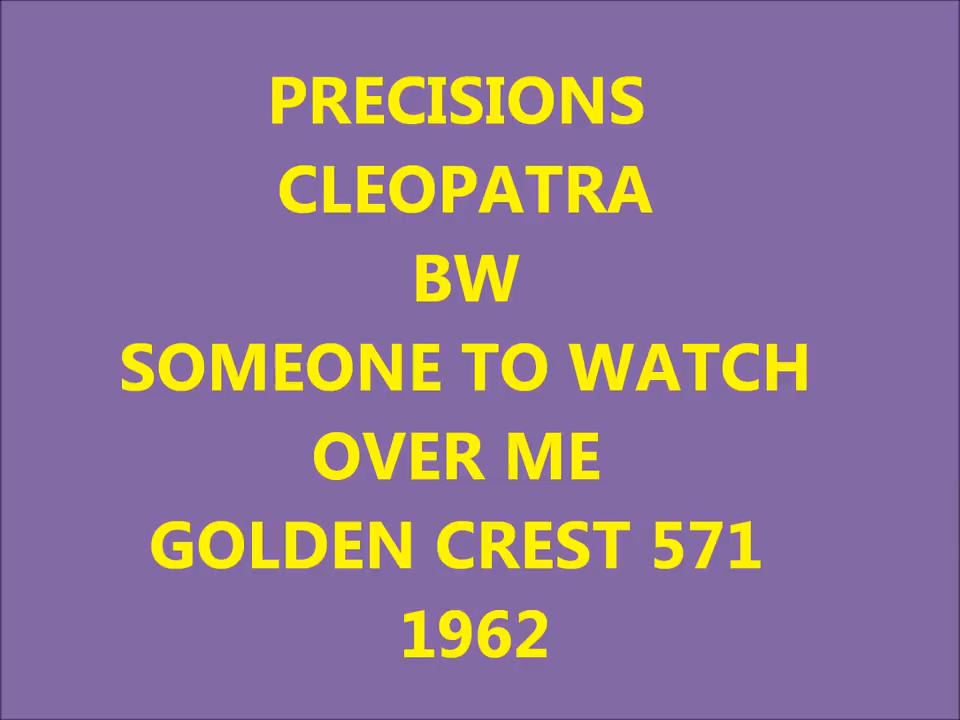 PRECISIONS
CLEOPATRA
BW
SOMEONE TO WATCH
OVER ME
GOLDEN CREST 571
1962